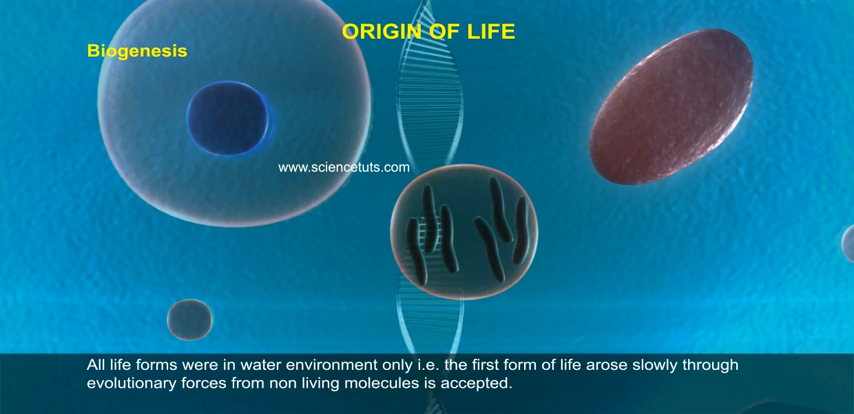 ORIGIN OF LIFE
Biogenesis
www.sciencetuts.com
All life forms were in water environment only i.e. the first form of life arose slowly through
evolutionary forces from non living molecules is accepted.